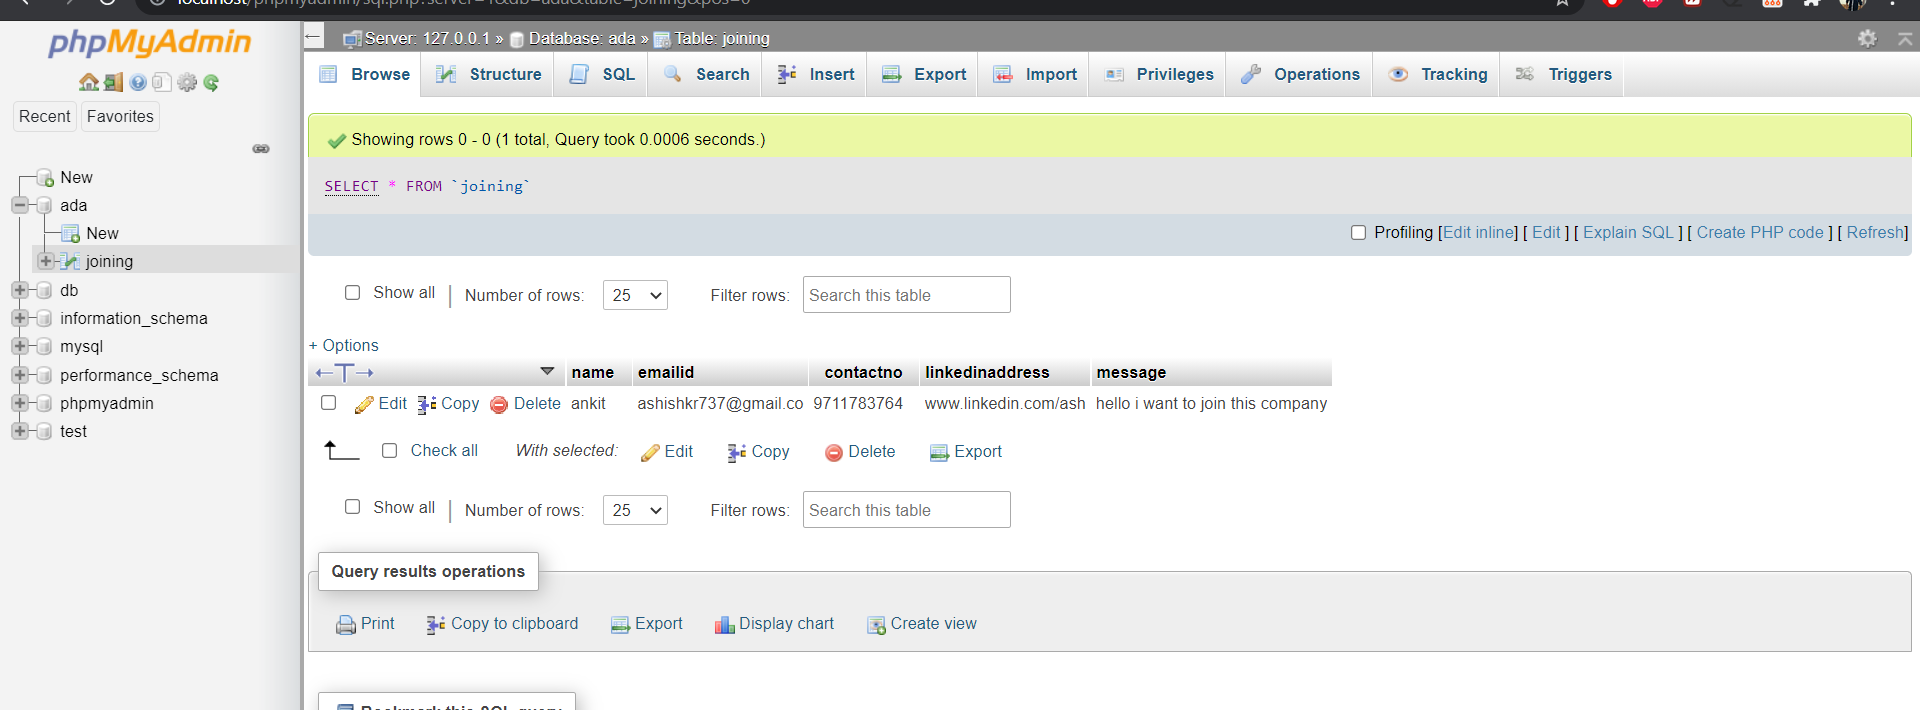 localhost/phpmyadmin/sql.php?server=1&db=ada&table=joining&pos=0
phpMyAdmin
Recent Favorites
New
ada
New
joining
db
information_schema
mysql
performance_schema
phpmyadmin
test
Server: 127.0.0.1 » Database: ada » Table: joining
Browse Structure SQL Search Insert Export Import Privileges Operations Tracking Triggers
Showing rows 0 - 0 (1 total, Query took 0.0006 seconds.)
SELECT * FROM `joining`
Profiling [Edit inline] [ Edit ] [ Explain SQL ] [ Create PHP code ] [ Refresh]
Show all | Number of rows: 25 Filter rows: Search this table
+ Options
name emailid contactno linkedinaddress message
Edit Copy Delete ankit ashishkr737@gmail.co 9711783764 www.linkedin.com/ash hello i want to join this company
Check all With selected: Edit Copy Delete Export
Show all | Number of rows: 25 Filter rows: Search this table
Query results operations
Print Copy to clipboard Export Display chart Create view
Bookmark this SQL query